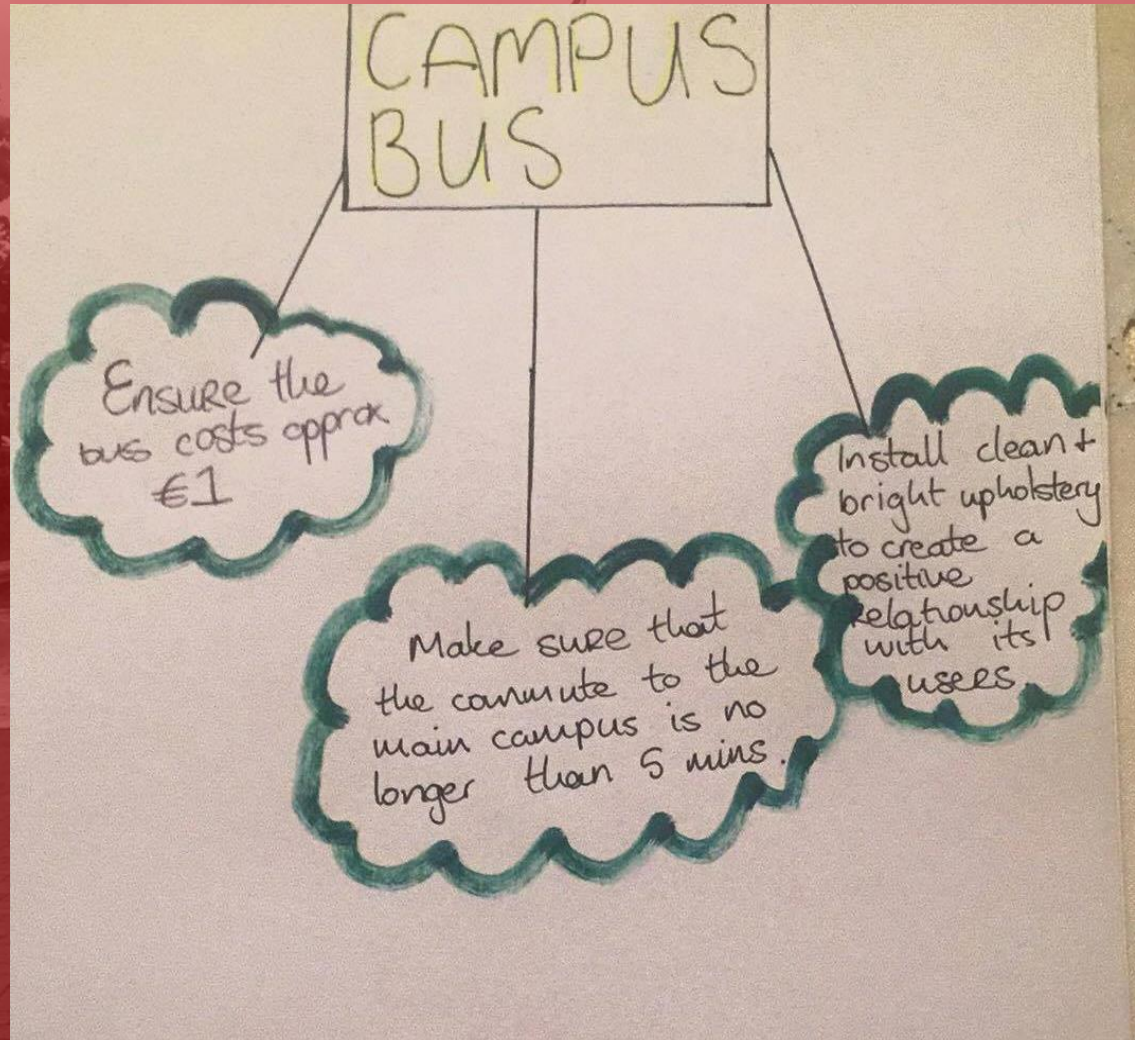 CAMPUS
BUS
Ensure the
bus costs approx
€1
Make sure that
the commute to the
main campus is no
longer than 5 mins.
Install clean +
bright upholstery
to create a
positive
relationship
with its
users.